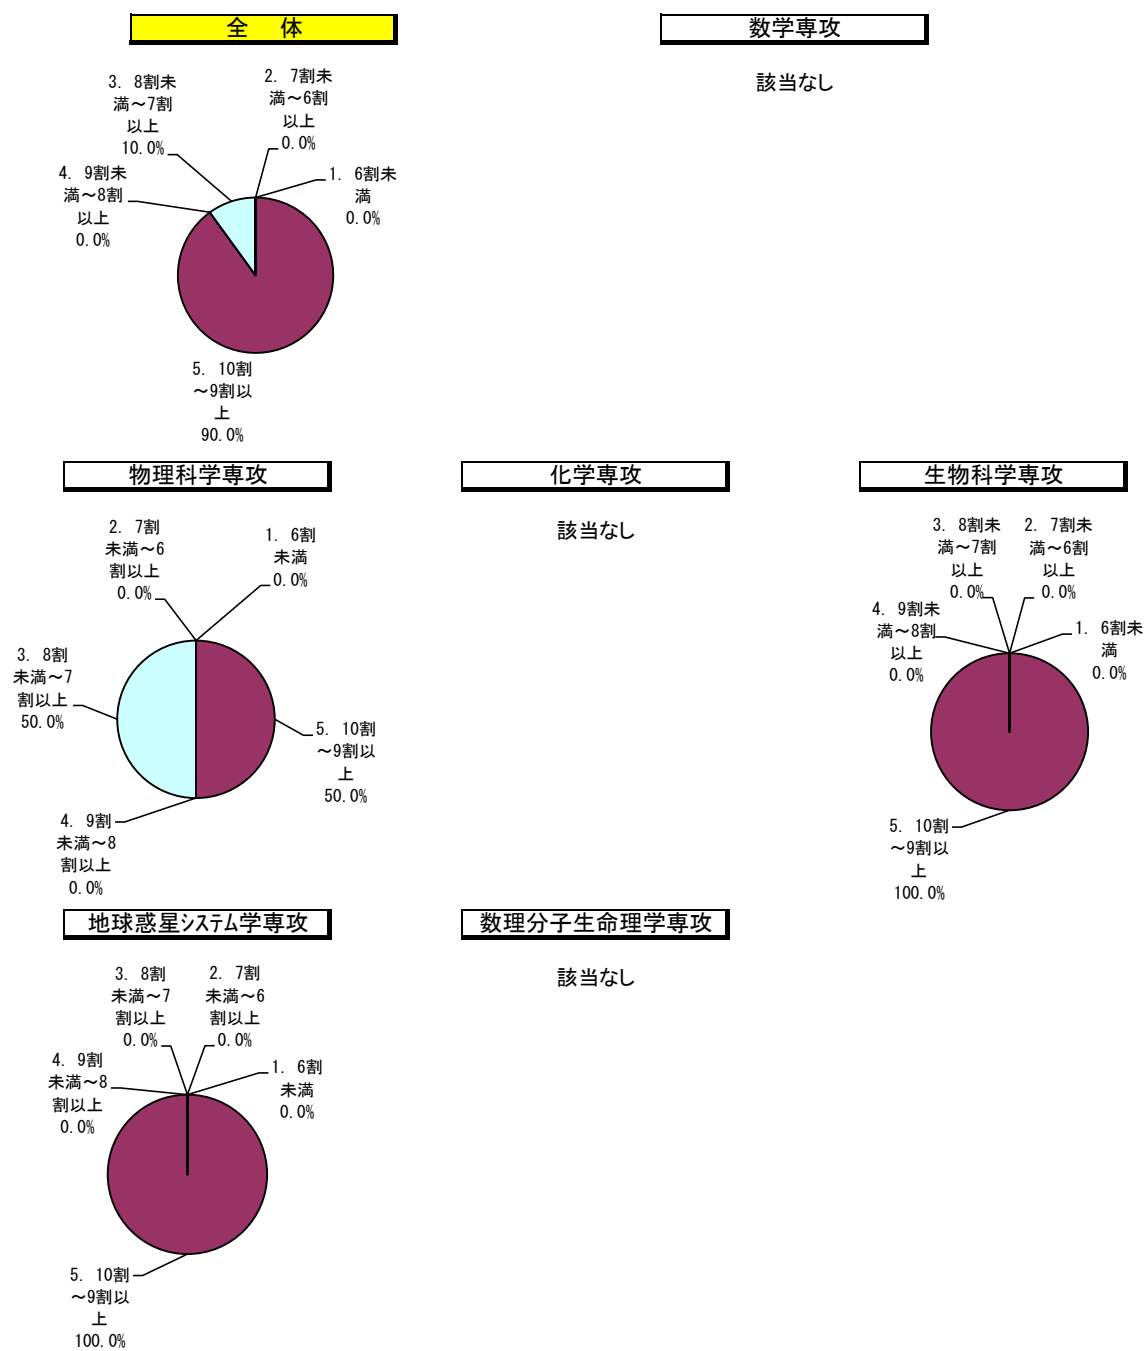 全　体
数学専攻
該当なし
3. 8割未
満～7割
以上
10.0%
2. 7割未
満～6割
以上
0.0%
4. 9割未
満～8割
以上
0.0%
1. 6割未
満
0.0%
5. 10割
～9割以
上
90.0%
物理科学専攻
化学専攻
生物科学専攻
2. 7割
未満～6
割以上
0.0%
1. 6割
未満
0.0%
3. 8割
未満～7
割以上
50.0%
5. 10割
～9割以
上
50.0%
4. 9割
未満～8
割以上
0.0%
該当なし
3. 8割未
満～7割
以上
0.0%
2. 7割未
満～6割
以上
0.0%
4. 9割未
満～8割
以上
0.0%
1. 6割未
満
0.0%
5. 10割
～9割以
上
100.0%
地球惑星システム学専攻
数理分子生命理学専攻
3. 8割
未満～7
割以上
0.0%
2. 7割
未満～6
割以上
0.0%
4. 9割
未満～8
割以上
0.0%
1. 6割
未満
0.0%
5. 10割
～9割以
上
100.0%
該当なし